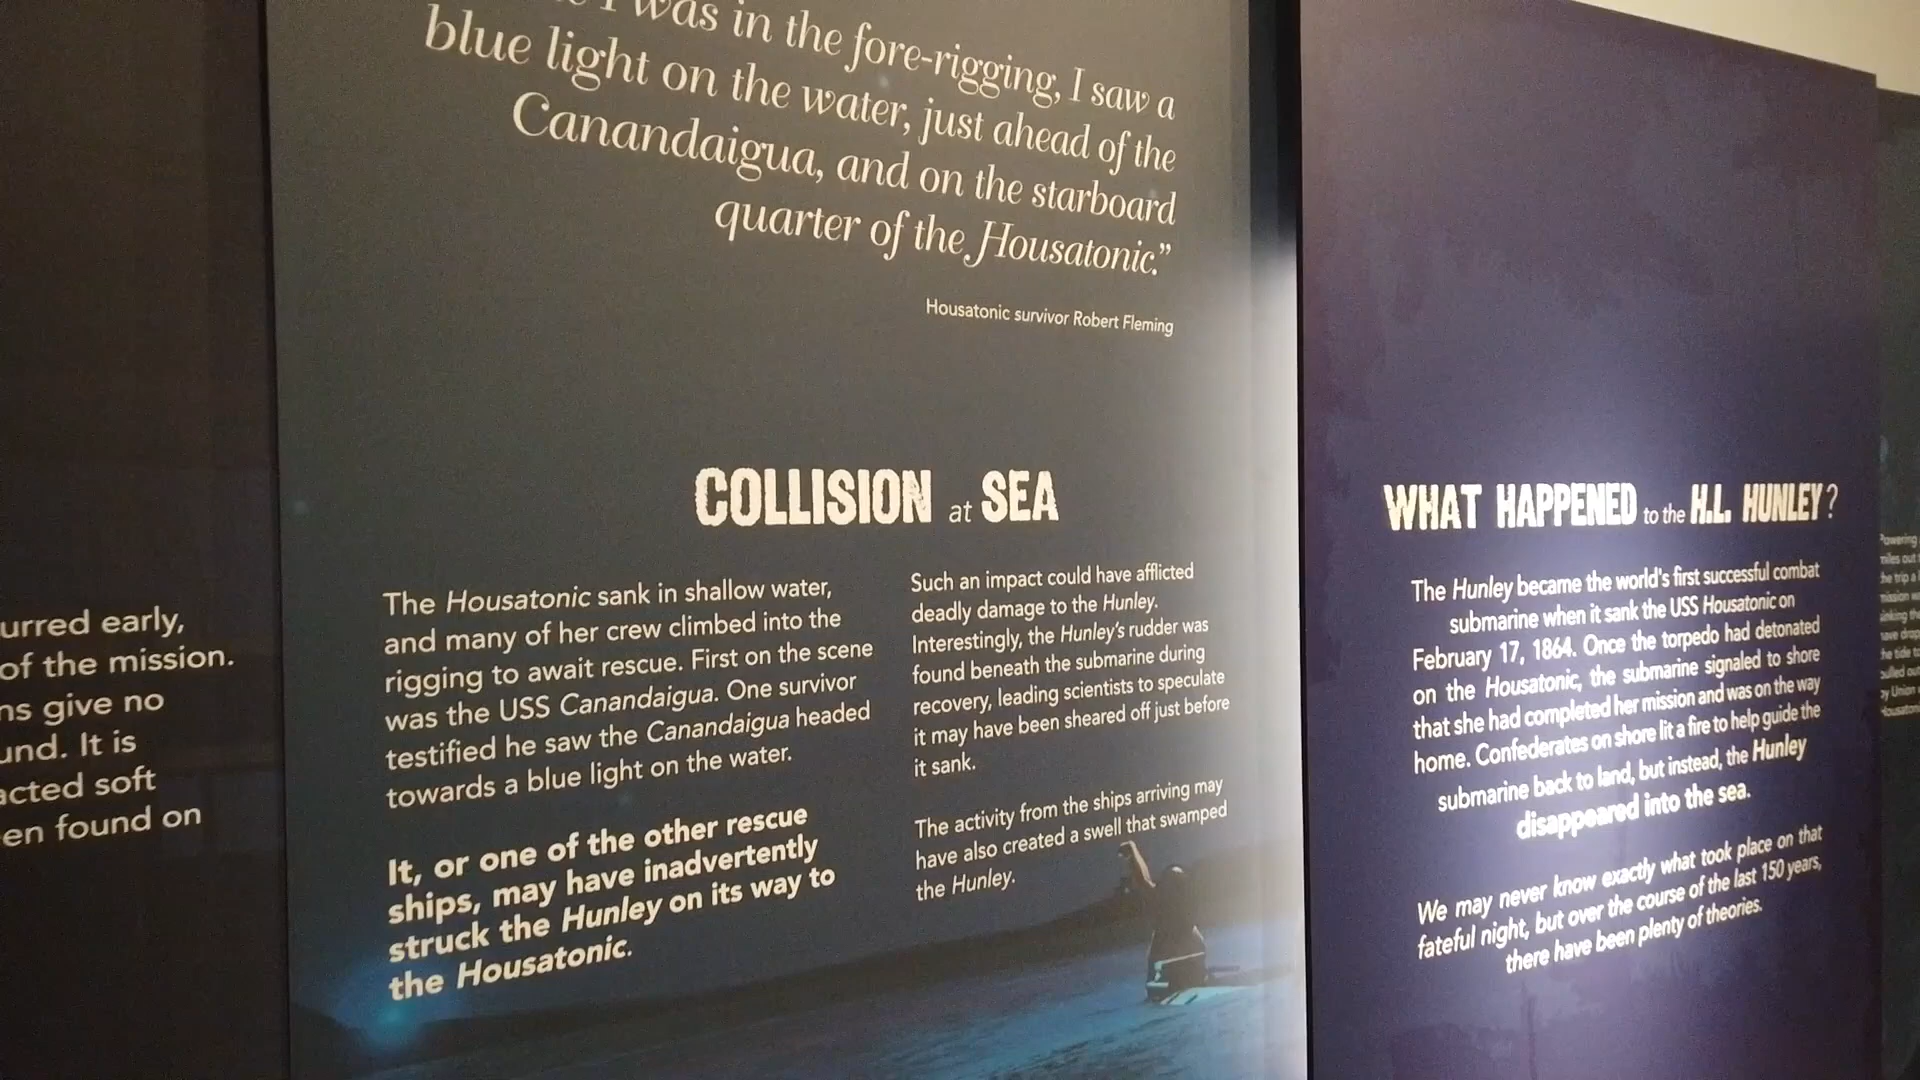 I was in the fore-rigging, I saw a
blue light on the water, just ahead of the
Canandaigua, and on the starboard
quarter of the Housatonic."
Housatonic survivor Robert Fleming
COLLISION at SEA
The Housatonic sank in shallow water,
and many of her crew climbed into the
rigging to await rescue. First on the scene
was the USS Canandaigua. One survivor
testified he saw the Canandaigua headed
towards a blue light on the water.
It, or one of the other rescue
ships, may have inadvertently
struck the Hunley on its way to
the Housatonic.
Such an impact could have afflicted
deadly damage to the Hunley.
Interestingly, the Hunley's rudder was
found beneath the submarine during
recovery, leading scientists to speculate
it may have been sheared off just before
it sank.
The activity from the ships arriving may
have also created a swell that swamped
the Hunley.
WHAT HAPPENED to the H.L. HUNLEY?
The Hunley became the world's first successful combat
submarine when it sank the USS Housatonic on
February 17, 1864. Once the torpedo had detonated
on the Housatonic, the submarine signaled to shore
that she had completed her mission and was on the way
home. Confederates on shore lit a fire to help guide the
submarine back to land, but instead, the Hunley
disappeared into the sea.
We may never know exactly what took place on that
fateful night, but over the course of the last 150 years,
there have been plenty of theories.
early,
of the mission.
give no
It is
soft
found on
Powering
miles out
the trip a
mission
the tide to
by Union